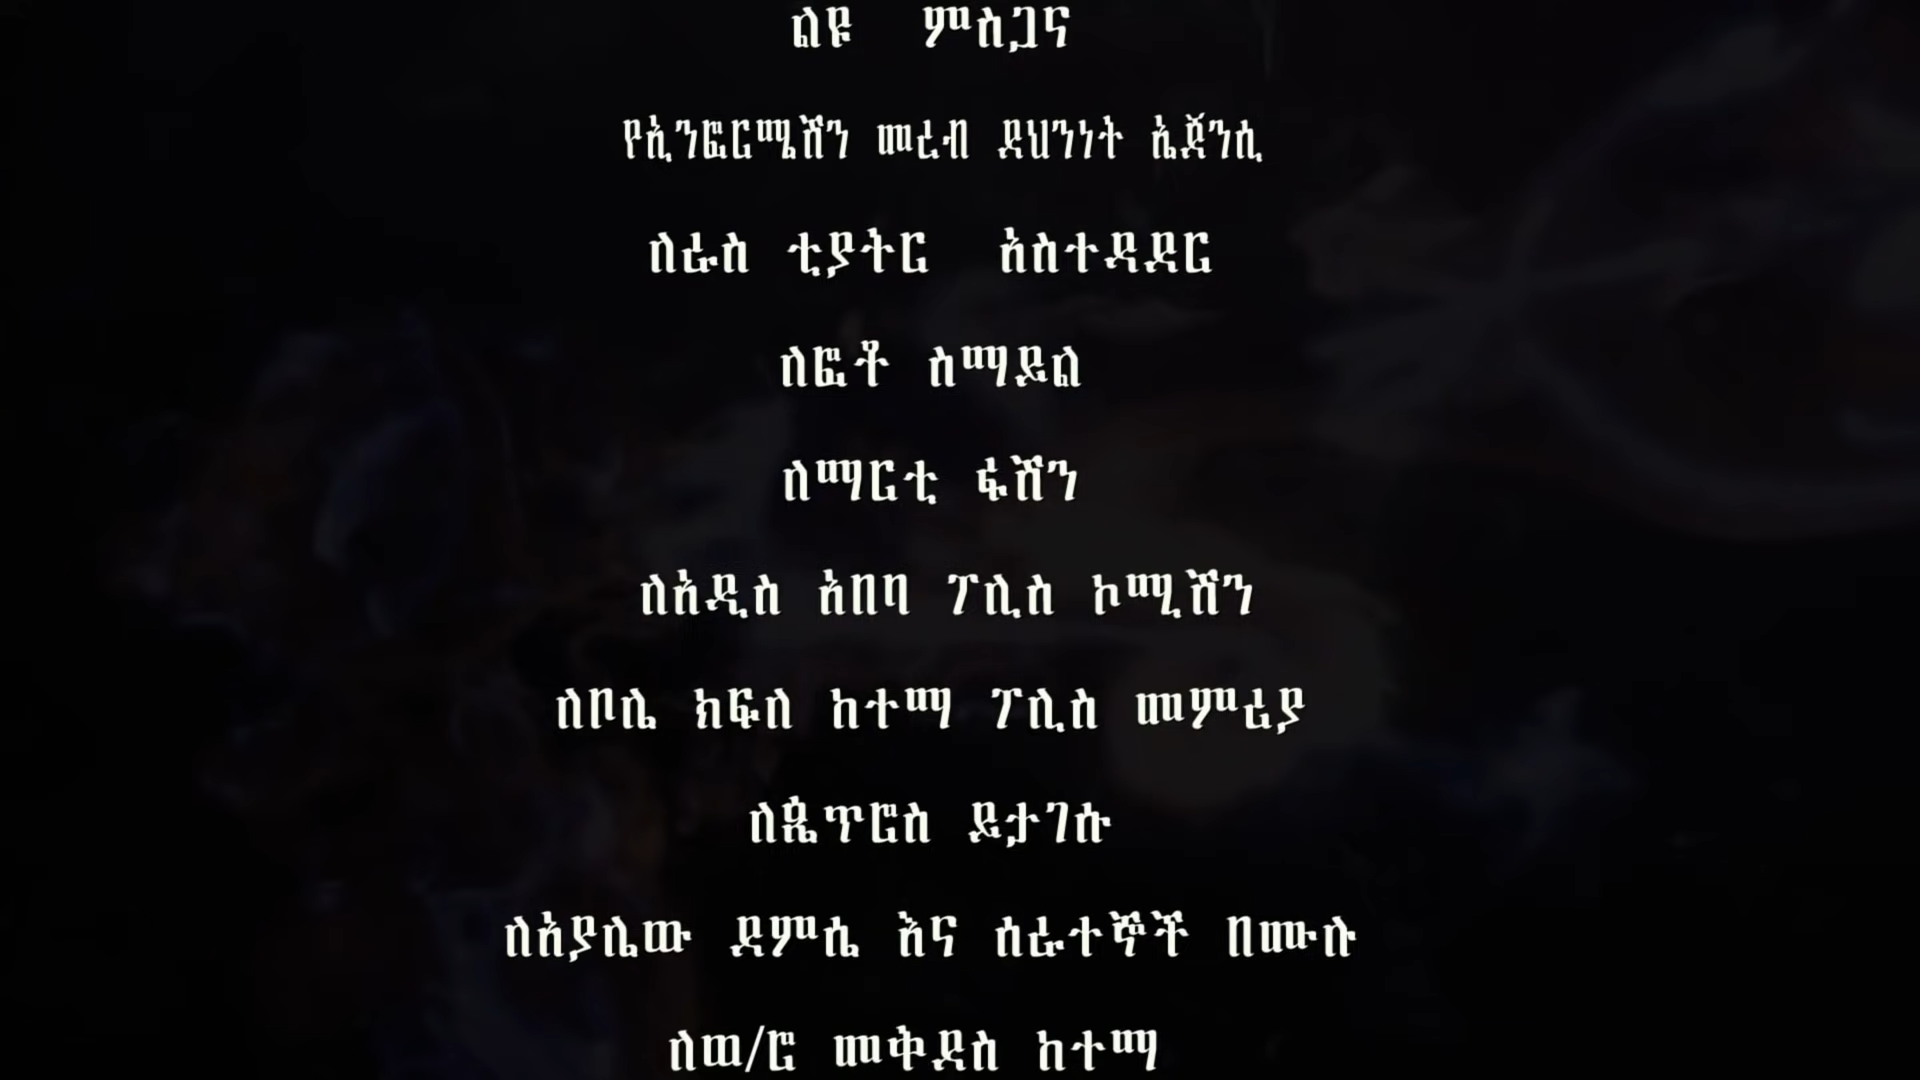 ልዩ ምስጋና
የኢንፎርሜሽን መረብ ደህንነት ኤጀንሲ
ለራስ ቲያትር አስተዳደር
ለፎቶ ስማይል
ለማርቲ ፋሽን
ለአዲስ አበባ ፖሊስ ኮሚሽን
ለቦሌ ክፍለ ከተማ ፖሊስ መምሪያ
ለጴጥሮስ ይታገሱ
ለአያሌው ደምሴ እና ሰራተኞች በሙሉ
ለወ/ሮ መቅደስ ከተማ